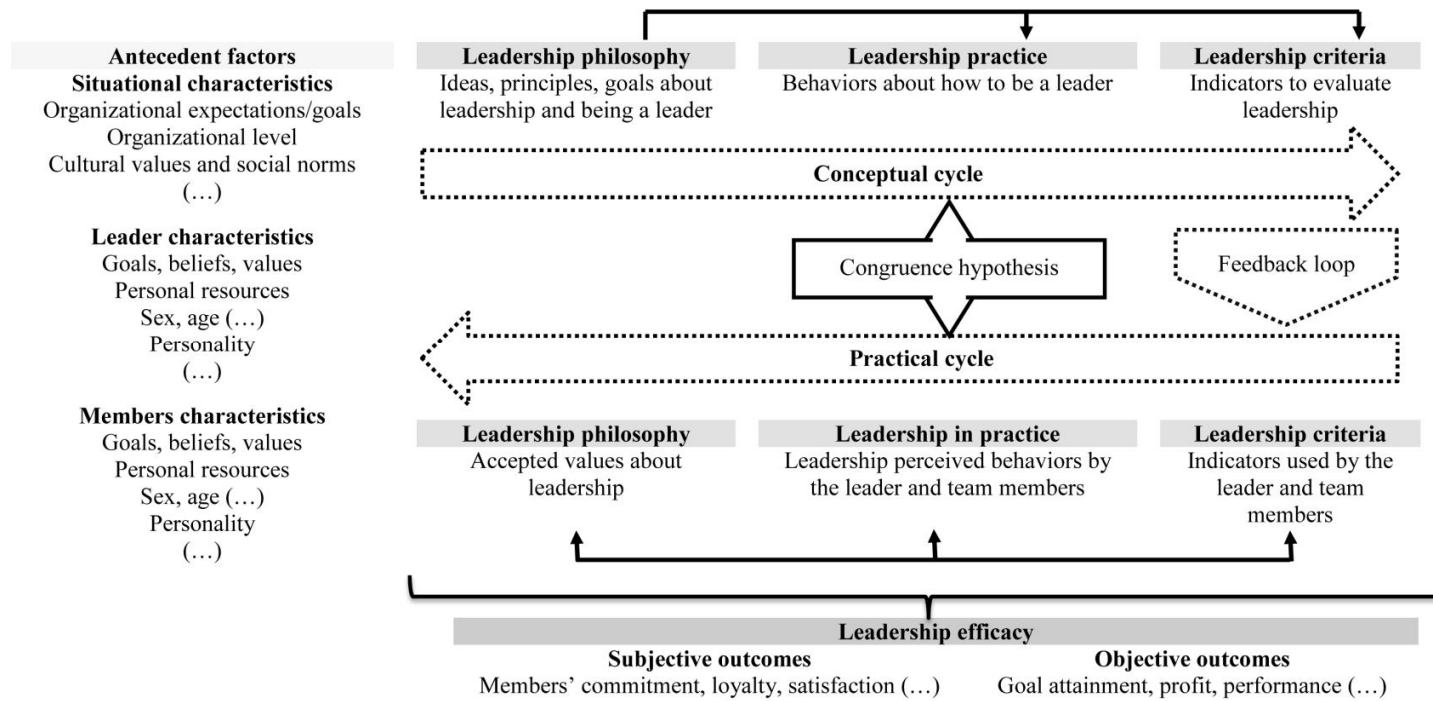 Antecedent factors
Situational characteristics
Organizational expectations/goals
Organizational level
Cultural values and social norms
(…)
Leader characteristics
Goals, beliefs, values
Personal resources
Sex, age (…)
Personality
(…)
Members characteristics
Goals, beliefs, values
Personal resources
Sex, age (…)
Personality
(…)
Leadership philosophy
Ideas, principles, goals about
leadership and being a leader
Leadership practice
Behaviors about how to be a leader
Leadership criteria
Indicators to evaluate
leadership
Conceptual cycle
Congruence hypothesis
Feedback loop
Practical cycle
Leadership philosophy
Accepted values about
leadership
Leadership in practice
Leadership perceived behaviors by
the leader and team members
Leadership criteria
Indicators used by the
leader and team
members
Leadership efficacy
Subjective outcomes
Members’ commitment, loyalty, satisfaction (…)
Objective outcomes
Goal attainment, profit, performance (…)